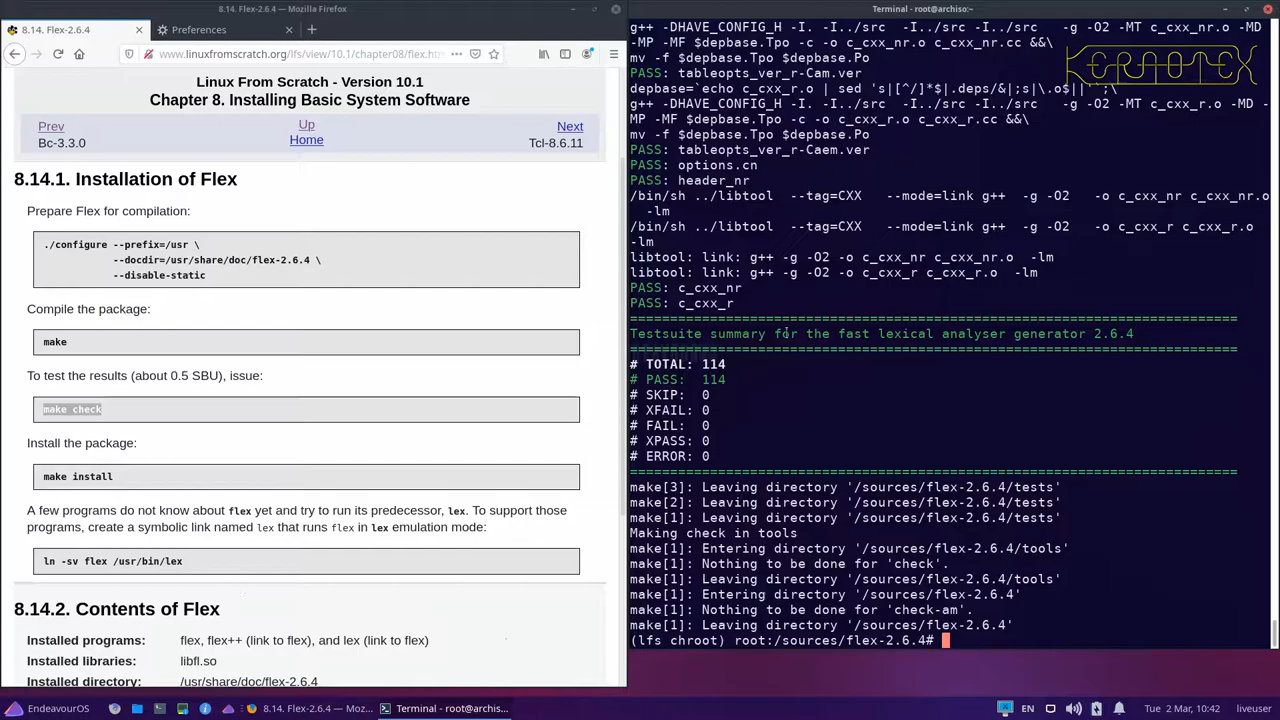 8.14. Flex-2.6.4 — Mozilla Firefox
8.14. Flex-2.6.4
Preferences
www.linuxfromscratch.org/lfs/view/10.1/chapter08/flex.htm
Linux From Scratch - Version 10.1
Chapter 8. Installing Basic System Software
Prev
Up
Next
Bc-3.3.0
Home
Tcl-8.6.11
8.14.1. Installation of Flex
Prepare Flex for compilation:
./configure --prefix=/usr \
--docdir=/usr/share/doc/flex-2.6.4 \
--disable-static
Compile the package:
make
To test the results (about 0.5 SBU), issue:
make check
Install the package:
make install
A few programs do not know about flex yet and try to run its predecessor, lex. To support those
programs, create a symbolic link named lex that runs flex in lex emulation mode:
ln -sv flex /usr/bin/lex
8.14.2. Contents of Flex
Installed programs: flex, flex++ (link to flex), and lex (link to flex)
Installed libraries: libfl.so
Installed directory: /usr/share/doc/flex-2.6.4
Terminal - root@archiso:~
g++ -DHAVE_CONFIG_H -I. -I../src  -I../src -I../src  -g -O2 -MT c_cxx_nr.o -MD
-MP -MF $depbase.Tpo -c -o c_cxx_nr.o c_cxx_nr.cc &&\
mv -f $depbase.Tpo $depbase.Po
PASS: tableopts_ver_r-Cam.ver
depbase=`echo c_cxx_r.o | sed 's|[^/]*$|.deps/&|;s|\.o$||'`;\
g++ -DHAVE_CONFIG_H -I. -I../src  -I../src -I../src  -g -O2 -MT c_cxx_r.o -MD -
MP -MF $depbase.Tpo -c -o c_cxx_r.o c_cxx_r.cc &&\
mv -f $depbase.Tpo $depbase.Po
PASS: tableopts_ver_r-Caem.ver
PASS: options.cn
PASS: header_nr
/bin/sh ../libtool  --tag=CXX   --mode=link g++  -g -O2   -o c_cxx_nr c_cxx_nr.o
-lm
/bin/sh ../libtool  --tag=CXX   --mode=link g++  -g -O2   -o c_cxx_r c_cxx_r.o
-lm
libtool: link: g++ -g -O2 -o c_cxx_nr c_cxx_nr.o  -lm
libtool: link: g++ -g -O2 -o c_cxx_r c_cxx_r.o  -lm
PASS: c_cxx_nr
PASS: c_cxx_r
============================================================================
Testsuite summary for the fast lexical analyser generator 2.6.4
============================================================================
# TOTAL: 114
# PASS:  114
# SKIP:  0
# XFAIL: 0
# FAIL:  0
# XPASS: 0
# ERROR: 0
============================================================================
make[3]: Leaving directory '/sources/flex-2.6.4/tests'
make[2]: Leaving directory '/sources/flex-2.6.4/tests'
make[1]: Leaving directory '/sources/flex-2.6.4/tests'
Making check in tools
make[1]: Entering directory '/sources/flex-2.6.4/tools'
make[1]: Nothing to be done for 'check'.
make[1]: Leaving directory '/sources/flex-2.6.4/tools'
make[1]: Entering directory '/sources/flex-2.6.4'
make[1]: Nothing to be done for 'check-am'.
make[1]: Leaving directory '/sources/flex-2.6.4'
(lfs chroot) root:/sources/flex-2.6.4#
EndeavourOS
8.14. Flex-2.6.4 — Moz...
Terminal - root@archiso...
EN
Tue 2 Mar, 10:42
liveuser